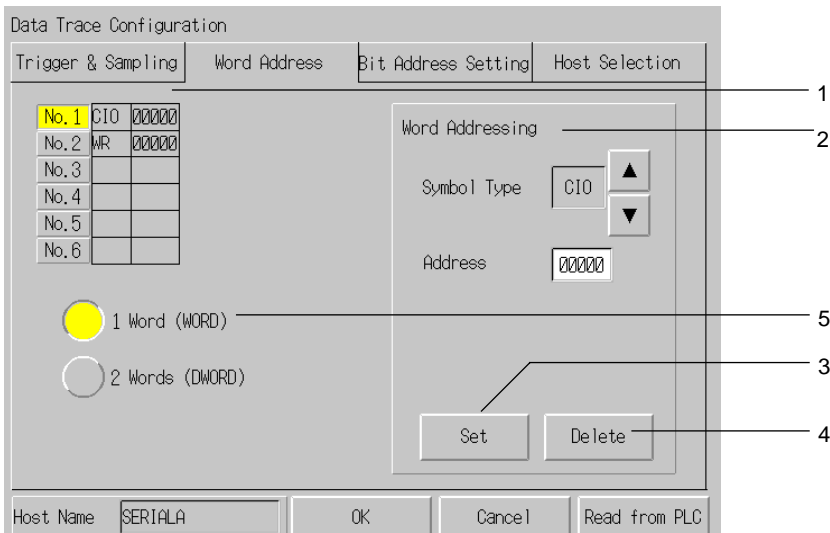 Data Trace Configuration
Trigger & Sampling Word Address Bit Address Setting Host Selection
1
No.1 CIO 00000
No.2 WR 00000
No.3
No.4
No.5
No.6
Word Addressing
2
Symbol Type CIO ▲
▼
Address 00000
1 Word (WORD)
5
2 Words (DWORD)
3
Set Delete
4
Host Name SERIALA OK Cancel Read from PLC